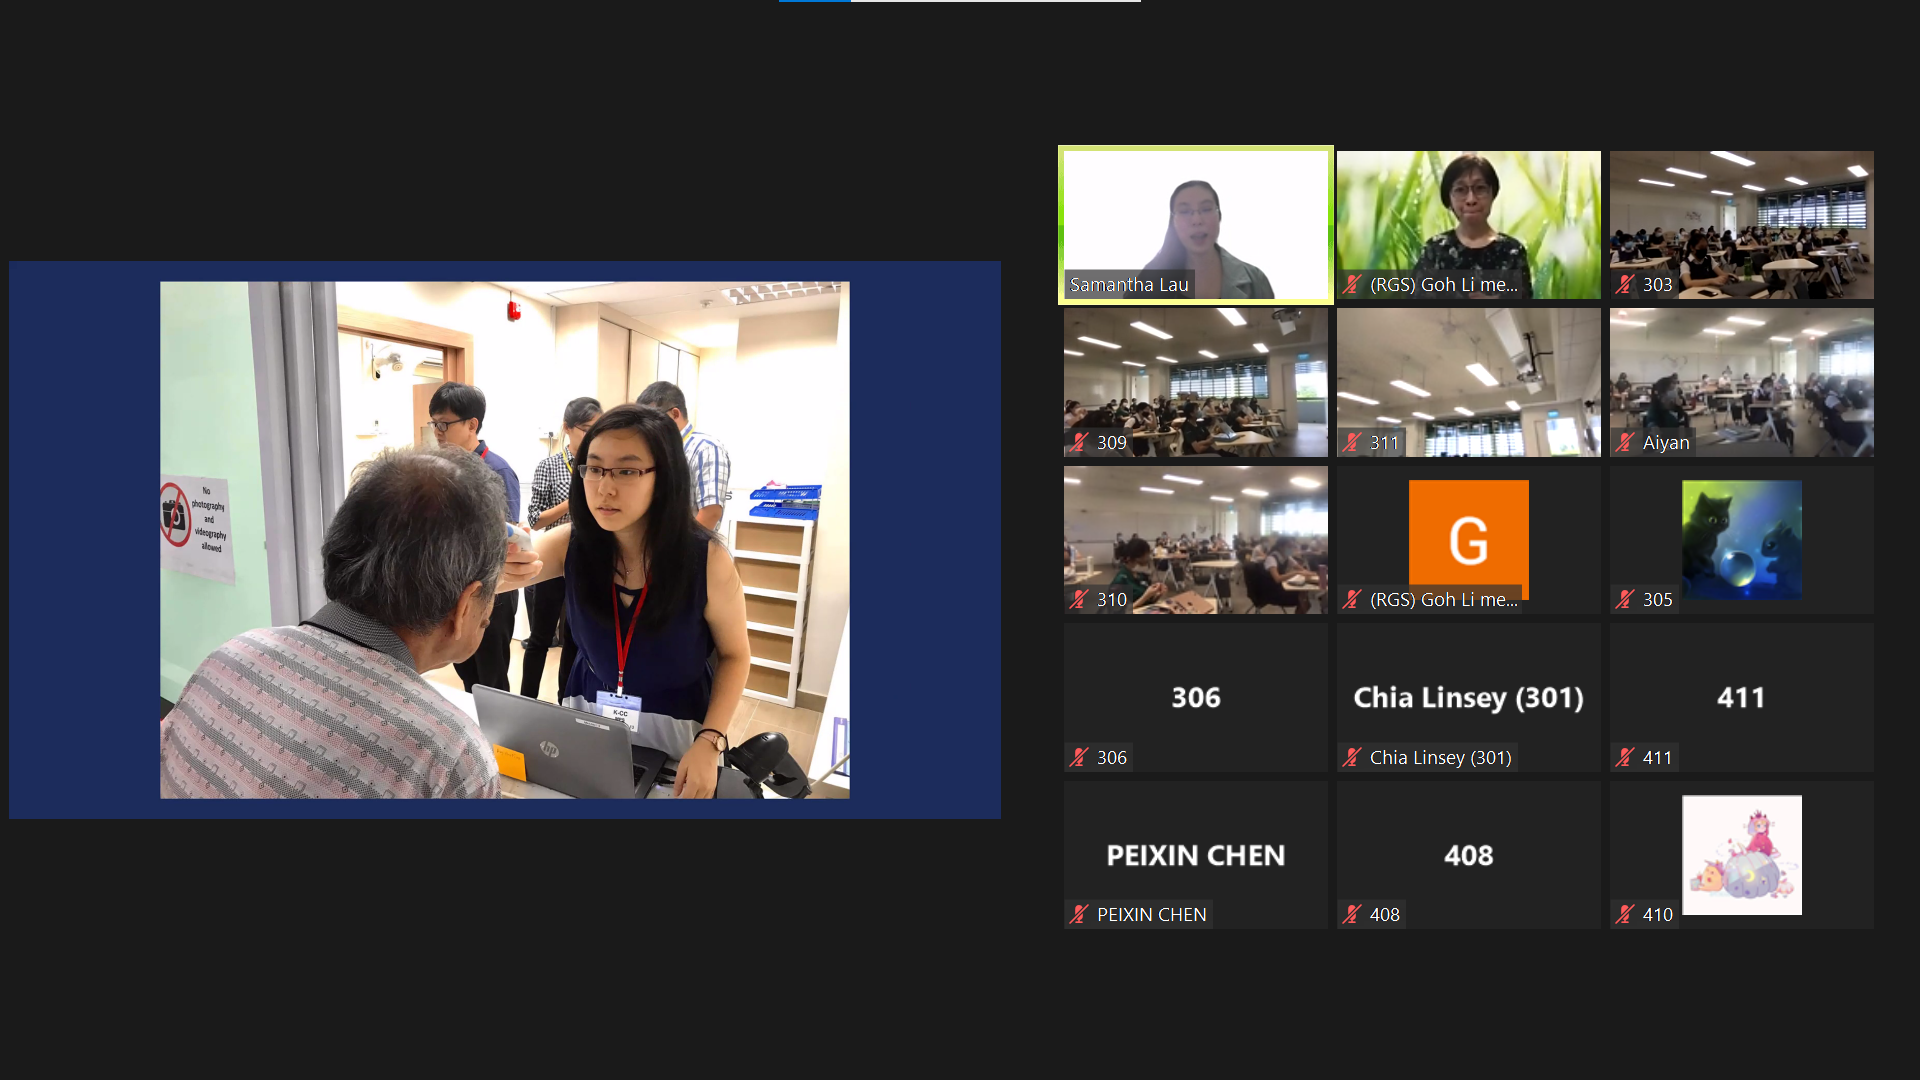 No
photography
and
videography
allowed
K-CC
hp
Samantha Lau
(RGS) Goh Li me...
303
309
311
Aiyan
310
G
(RGS) Goh Li me...
305
306
306
Chia Linsey (301)
Chia Linsey (301)
411
411
PEIXIN CHEN
PEIXIN CHEN
408
408
410